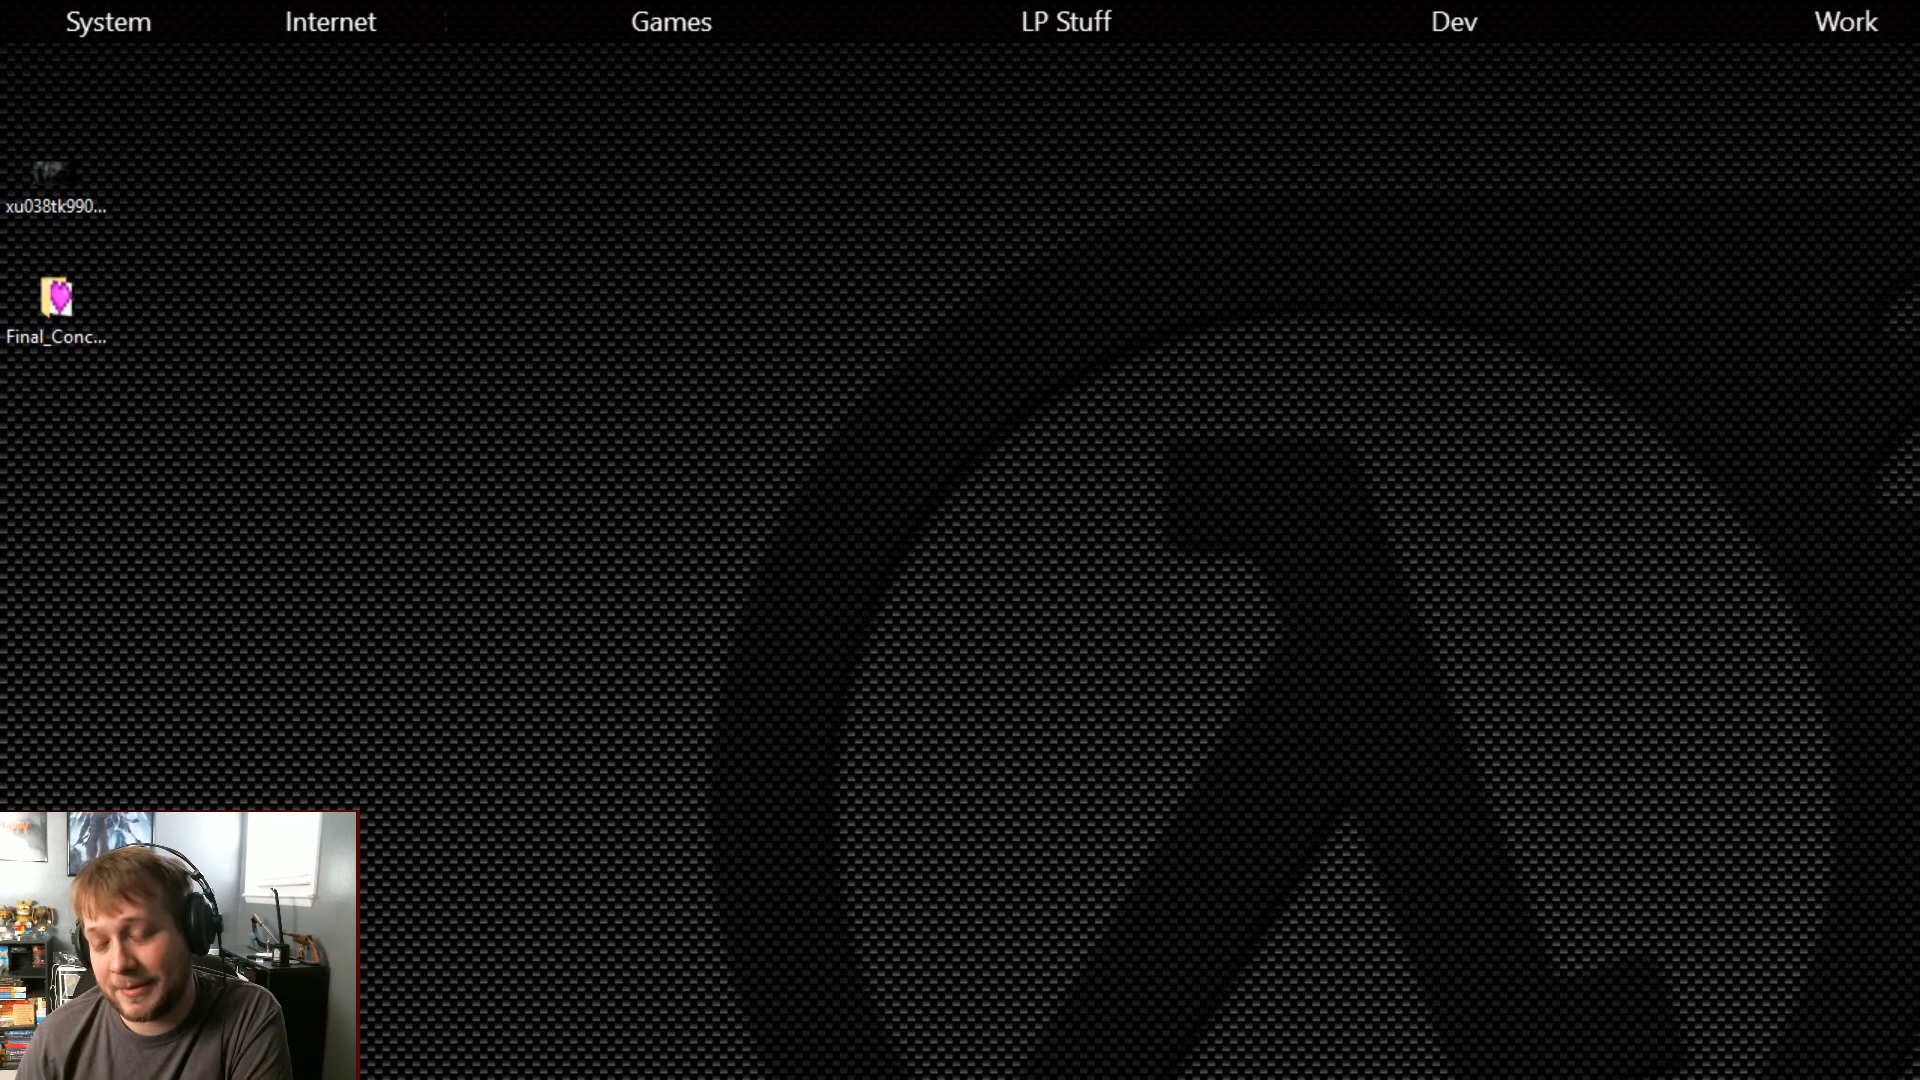 System Internet Games LP Stuff Dev Work
xu038tk990...
Final_Conc...